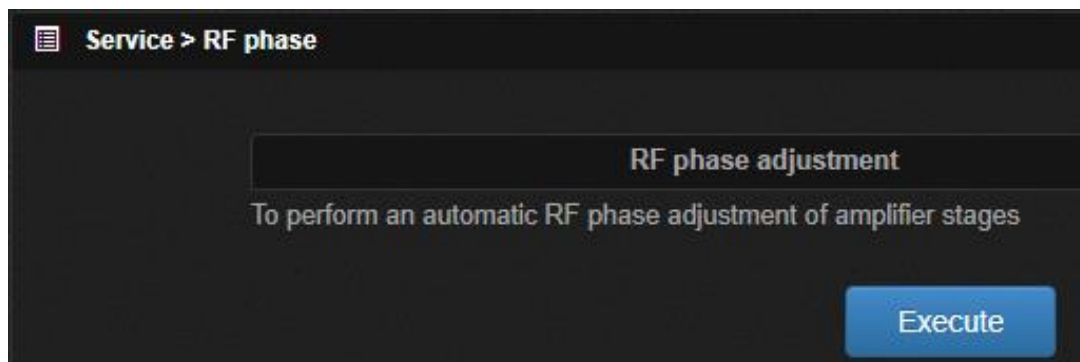 Service > RF phase
RF phase adjustment
To perform an automatic RF phase adjustment of amplifier stages
Execute